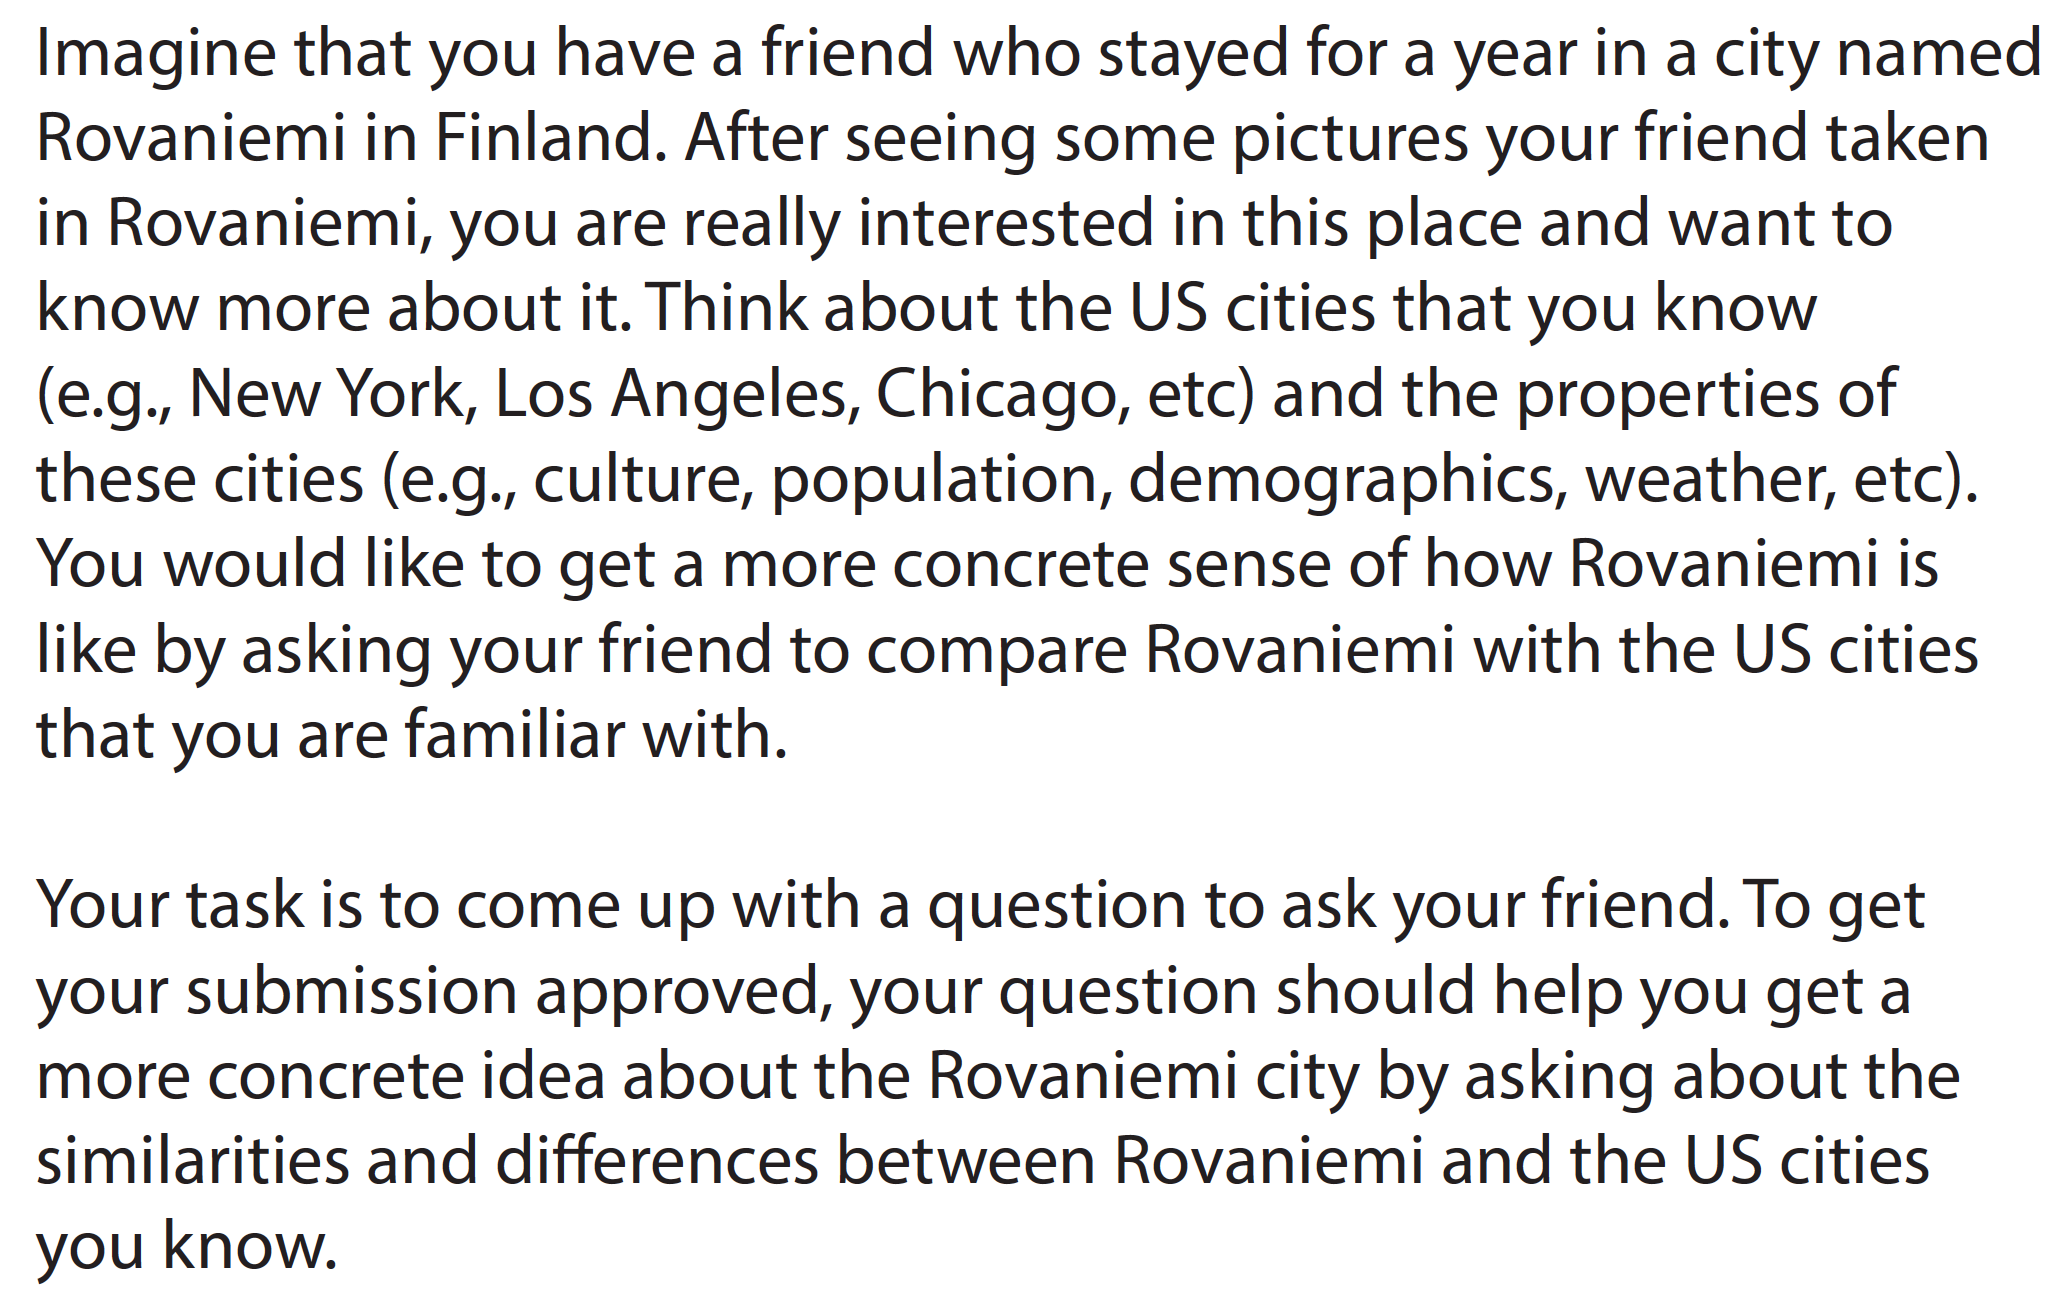 Imagine that you have a friend who stayed for a year in a city named
Rovaniemi in Finland. After seeing some pictures your friend taken
in Rovaniemi, you are really interested in this place and want to
know more about it. Think about the US cities that you know
(e.g., New York, Los Angeles, Chicago, etc) and the properties of
these cities (e.g., culture, population, demographics, weather, etc).
You would like to get a more concrete sense of how Rovaniemi is
like by asking your friend to compare Rovaniemi with the US cities
that you are familiar with.
Your task is to come up with a question to ask your friend. To get
your submission approved, your question should help you get a
more concrete idea about the Rovaniemi city by asking about the
similarities and differences between Rovaniemi and the US cities
you know.